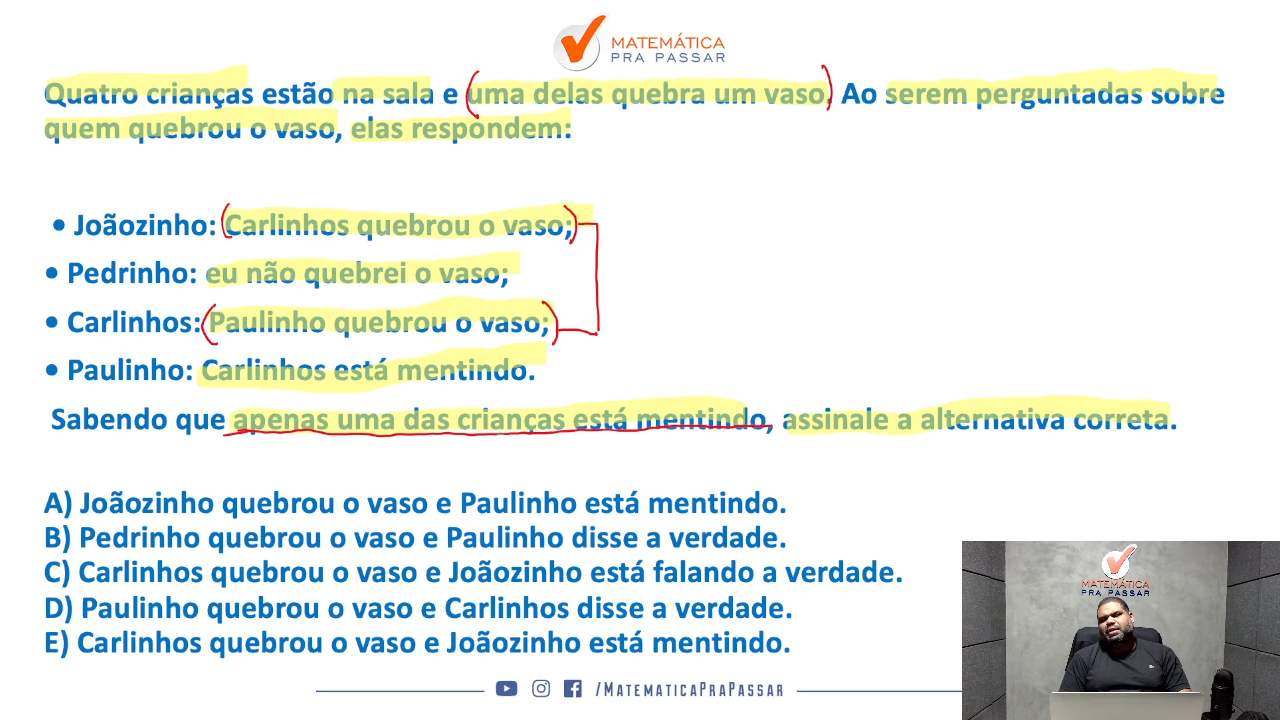 MATEMÁTICA
PRA PASSAR
Quatro crianças estão na sala e uma delas quebra um vaso. Ao serem perguntadas sobre
quem quebrou o vaso, elas respondem:
• Joãozinho: Carlinhos quebrou o vaso;
• Pedrinho: eu não quebrei o vaso;
• Carlinhos: Paulinho quebrou o vaso;
• Paulinho: Carlinhos está mentindo.
Sabendo que apenas uma das crianças está mentindo, assinale a alternativa correta.
A) Joãozinho quebrou o vaso e Paulinho está mentindo.
B) Pedrinho quebrou o vaso e Paulinho disse a verdade.
C) Carlinhos quebrou o vaso e Joãozinho está falando a verdade.
D) Paulinho quebrou o vaso e Carlinhos disse a verdade.
E) Carlinhos quebrou o vaso e Joãozinho está mentindo.
/MatematicaPraPassar
MATEMÁTICA
PRA PASSAR